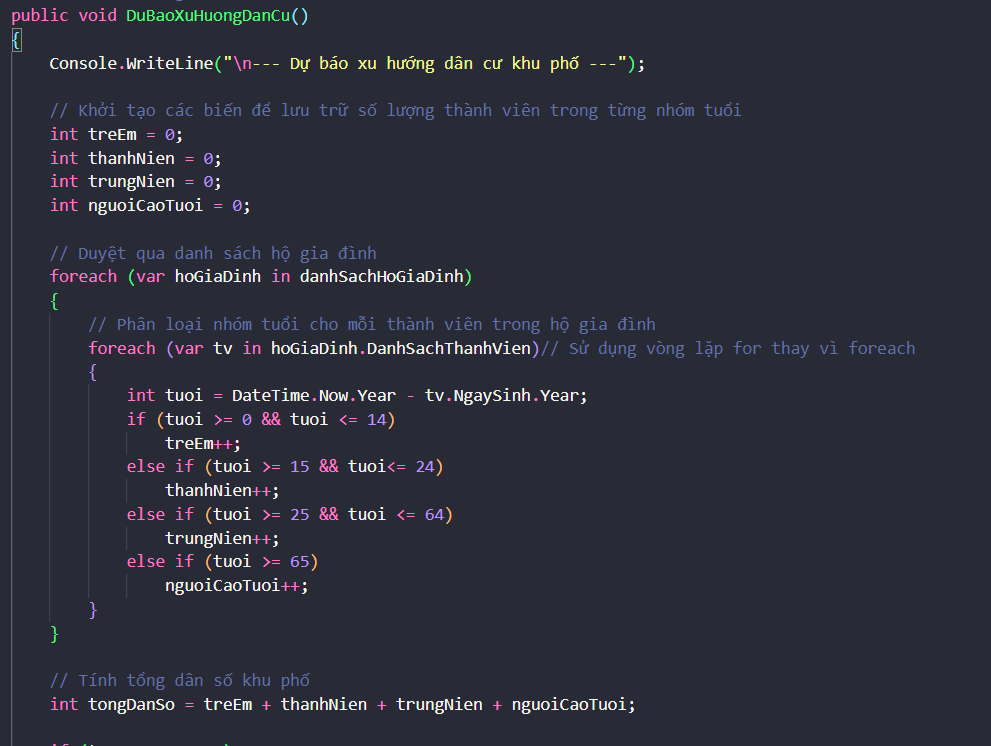 public void DuBaoXuHuongDanCu()
{
    Console.WriteLine("\n--- Dự báo xu hướng dân cư khu phố ---");

    // Khởi tạo các biến để lưu trữ số lượng thành viên trong từng nhóm tuổi
    int treEm = 0;
    int thanhNien = 0;
    int trungNien = 0;
    int nguoiCaoTuoi = 0;

    // Duyệt qua danh sách hộ gia đình
    foreach (var hoGiaDinh in danhSachHoGiaDinh)
    {
        // Phân loại nhóm tuổi cho mỗi thành viên trong hộ gia đình
        foreach (var tv in hoGiaDinh.DanhSachThanhVien)// Sử dụng vòng lặp for thay vì foreach
        {
            int tuoi = DateTime.Now.Year - tv.NgaySinh.Year;
            if (tuoi >= 0 && tuoi <= 14)
                treEm++;
            else if (tuoi >= 15 && tuoi<= 24)
                thanhNien++;
            else if (tuoi >= 25 && tuoi <= 64)
                trungNien++;
            else if (tuoi >= 65)
                nguoiCaoTuoi++;
        }
    }

    // Tính tổng dân số khu phố
    int tongDanSo = treEm + thanhNien + trungNien + nguoiCaoTuoi;